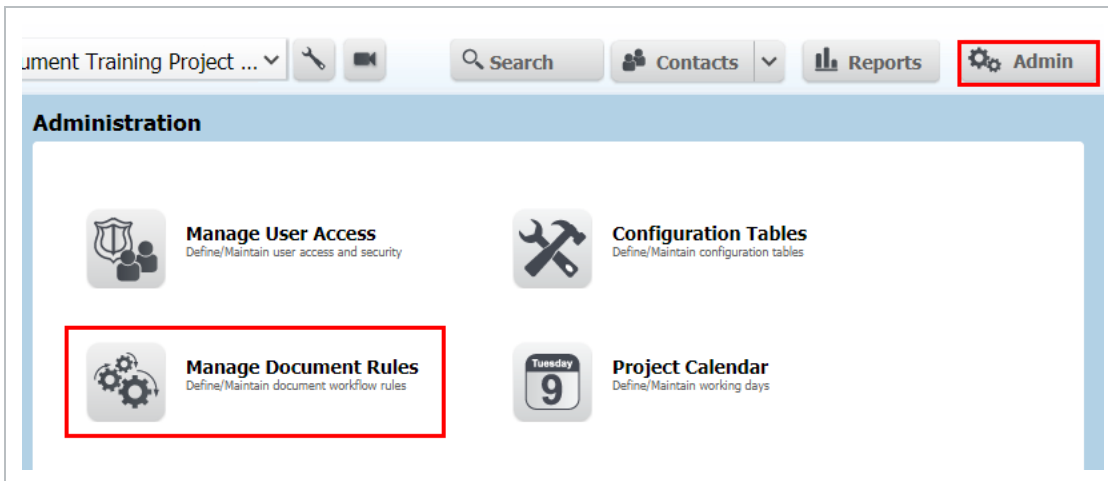 ument Training Project ...
Search
Contacts
Reports
Admin
Administration
Manage User Access
Define/Maintain user access and security
Configuration Tables
Define/Maintain configuration tables
Manage Document Rules
Define/Maintain document workflow rules
Tuesday
9
Project Calendar
Define/Maintain working days